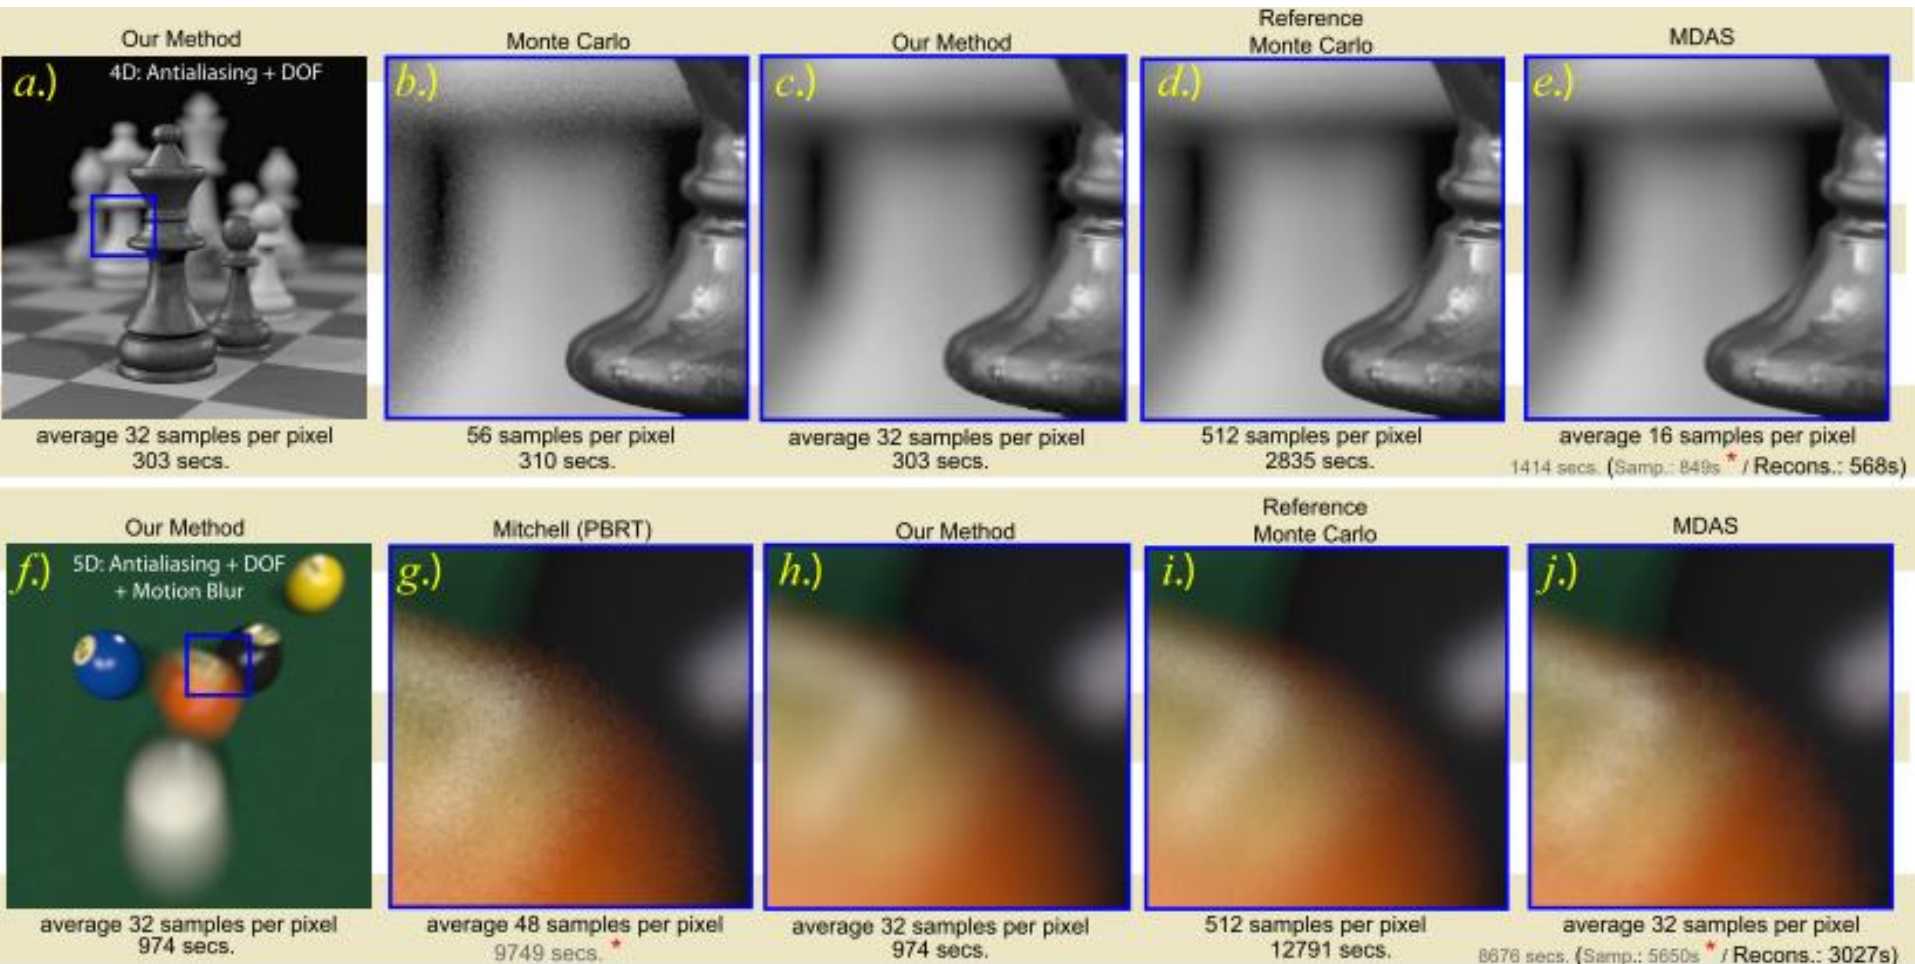 Our Method
Monte Carlo
Our Method
Reference
Monte Carlo
MDAS
a.)
4D: Antialiasing + DOF
b.)
c.)
d.)
e.)
average 32 samples per pixel
303 secs.
56 samples per pixel
310 secs.
average 32 samples per pixel
303 secs.
512 samples per pixel
2835 secs.
average 16 samples per pixel
1414 secs. (Samp.: 849s * / Recons.: 568s)
Our Method
Mitchell (PBRT)
Our Method
Reference
Monte Carlo
MDAS
f.)
5D: Antialiasing + DOF
+ Motion Blur
g.)
h.)
i.)
j.)
average 32 samples per pixel
974 secs.
average 48 samples per pixel
9749 secs. *
average 32 samples per pixel
974 secs.
512 samples per pixel
12791 secs.
average 32 samples per pixel
8676 secs. (Samp.: 5650s * / Recons.: 3027s)